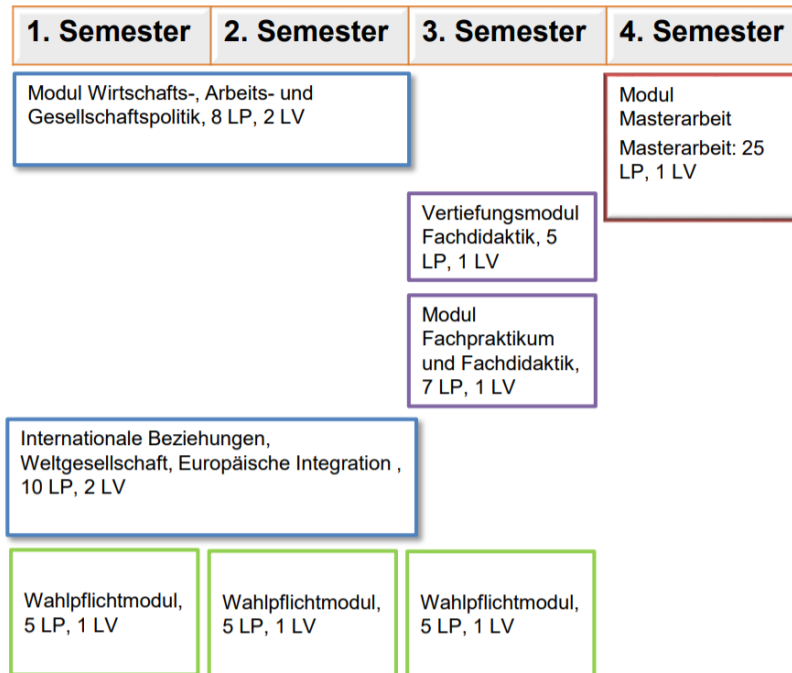 1. Semester 2. Semester 3. Semester 4. Semester
Modul Wirtschafts-, Arbeits- und
Gesellschaftspolitik, 8 LP, 2 LV
Modul
Masterarbeit
Masterarbeit: 25
LP, 1 LV
Vertiefungsmodul
Fachdidaktik, 5
LP, 1 LV
Modul
Fachpraktikum
und Fachdidaktik,
7 LP, 1 LV
Internationale Beziehungen,
Weltgesellschaft, Europäische Integration ,
10 LP, 2 LV
Wahlpflichtmodul,
5 LP, 1 LV
Wahlpflichtmodul,
5 LP, 1 LV
Wahlpflichtmodul,
5 LP, 1 LV